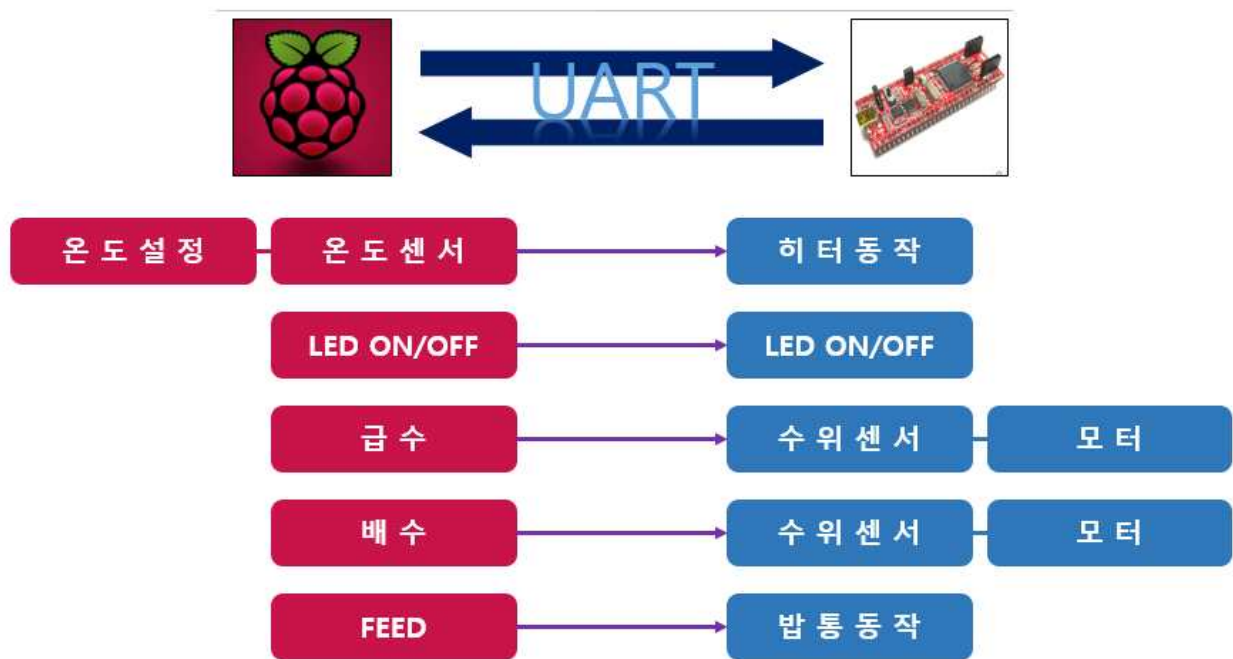 UART
온도설정 온도센서 히터동작
LED ON/OFF LED ON/OFF
급수 수위센서 모터
배수 수위센서 모터
FEED 밥통동작